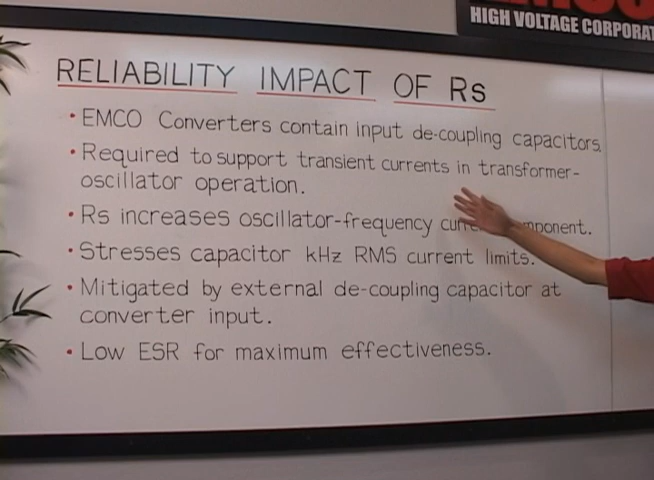 HIGH VOLTAGE
RELIABILITY IMPACT OF Rs
• EMCO Converters contain input de-coupling capacitors.
• Required to support transient currents in transformer-
oscillator operation.
• Rs increases oscillator-frequency
• Stresses capacitor kHz RMS current limits.
• Mitigated by external de-coupling capacitor at
converter input.
• Low ESR for maximum effectiveness.